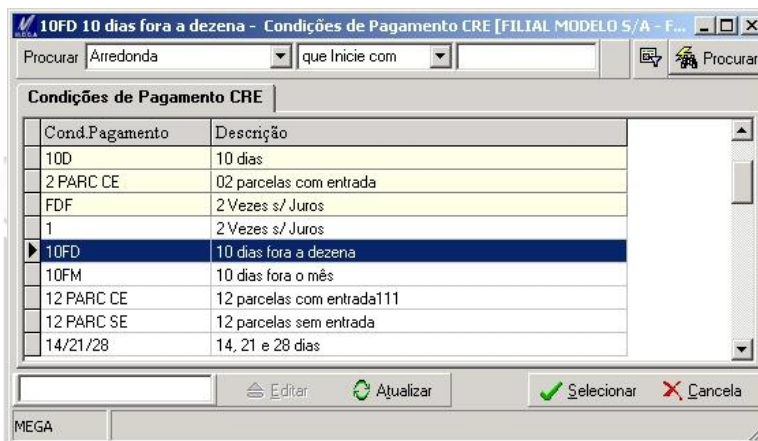 10FD 10 dias fora a dezena - Condições de Pagamento CRE [FILIAL MODELO S/A - F...
Procurar Arredonda que Inicie com Procurar
Condições de Pagamento CRE
Cond.Pagamento Descrição
10D 10 dias
2 PARC CE 02 parcelas com entrada
FDF 2 Vezes s/ Juros
1 2 Vezes s/ Juros
10FD 10 dias fora a dezena
10FM 10 dias fora o mês
12 PARC CE 12 parcelas com entrada111
12 PARC SE 12 parcelas sem entrada
14/21/28 14, 21 e 28 dias
Editar Atualizar Selecionar Cancela
MEGA